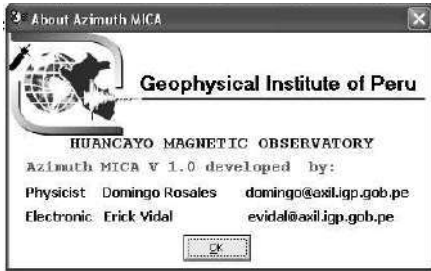 About Azimuth MICA
Geophysical Institute of Peru
HUANCAYO MAGNETIC OBSERVATORY
Azimuth MICA V 1.0 developed by:
Physicist Domingo Rosales domingo@axil.igp.gob.pe
Electronic Erick Vidal evidal@axil.igp.gob.pe
OK